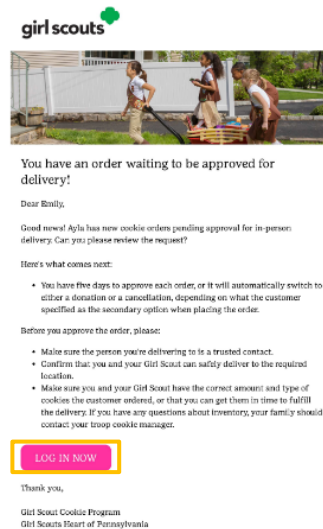 girl scouts
You have an order waiting to be approved for
delivery!
Dear Emily,
Good news! Ayla has new cookie orders pending approval for in-person
delivery. Can you please review the request?
Here's what comes next:
• You have five days to approve each order, or it will automatically switch to
either a donation or a cancellation, depending on what the customer
specified as the secondary option when placing the order.
Before you approve the order, please:
• Make sure the person you're delivering to is a trusted contact.
• Confirm that you and your Girl Scout can safely deliver to the required
location.
• Make sure you and your Girl Scout have the correct amount and type of
cookies the customer ordered, or that you can get them in time to fulfill
the delivery. If you have any questions about inventory, your family should
contact your troop cookie manager.
LOG IN NOW
Thank you,
Girl Scout Cookie Program
Girl Scouts Heart of Pennsylvania